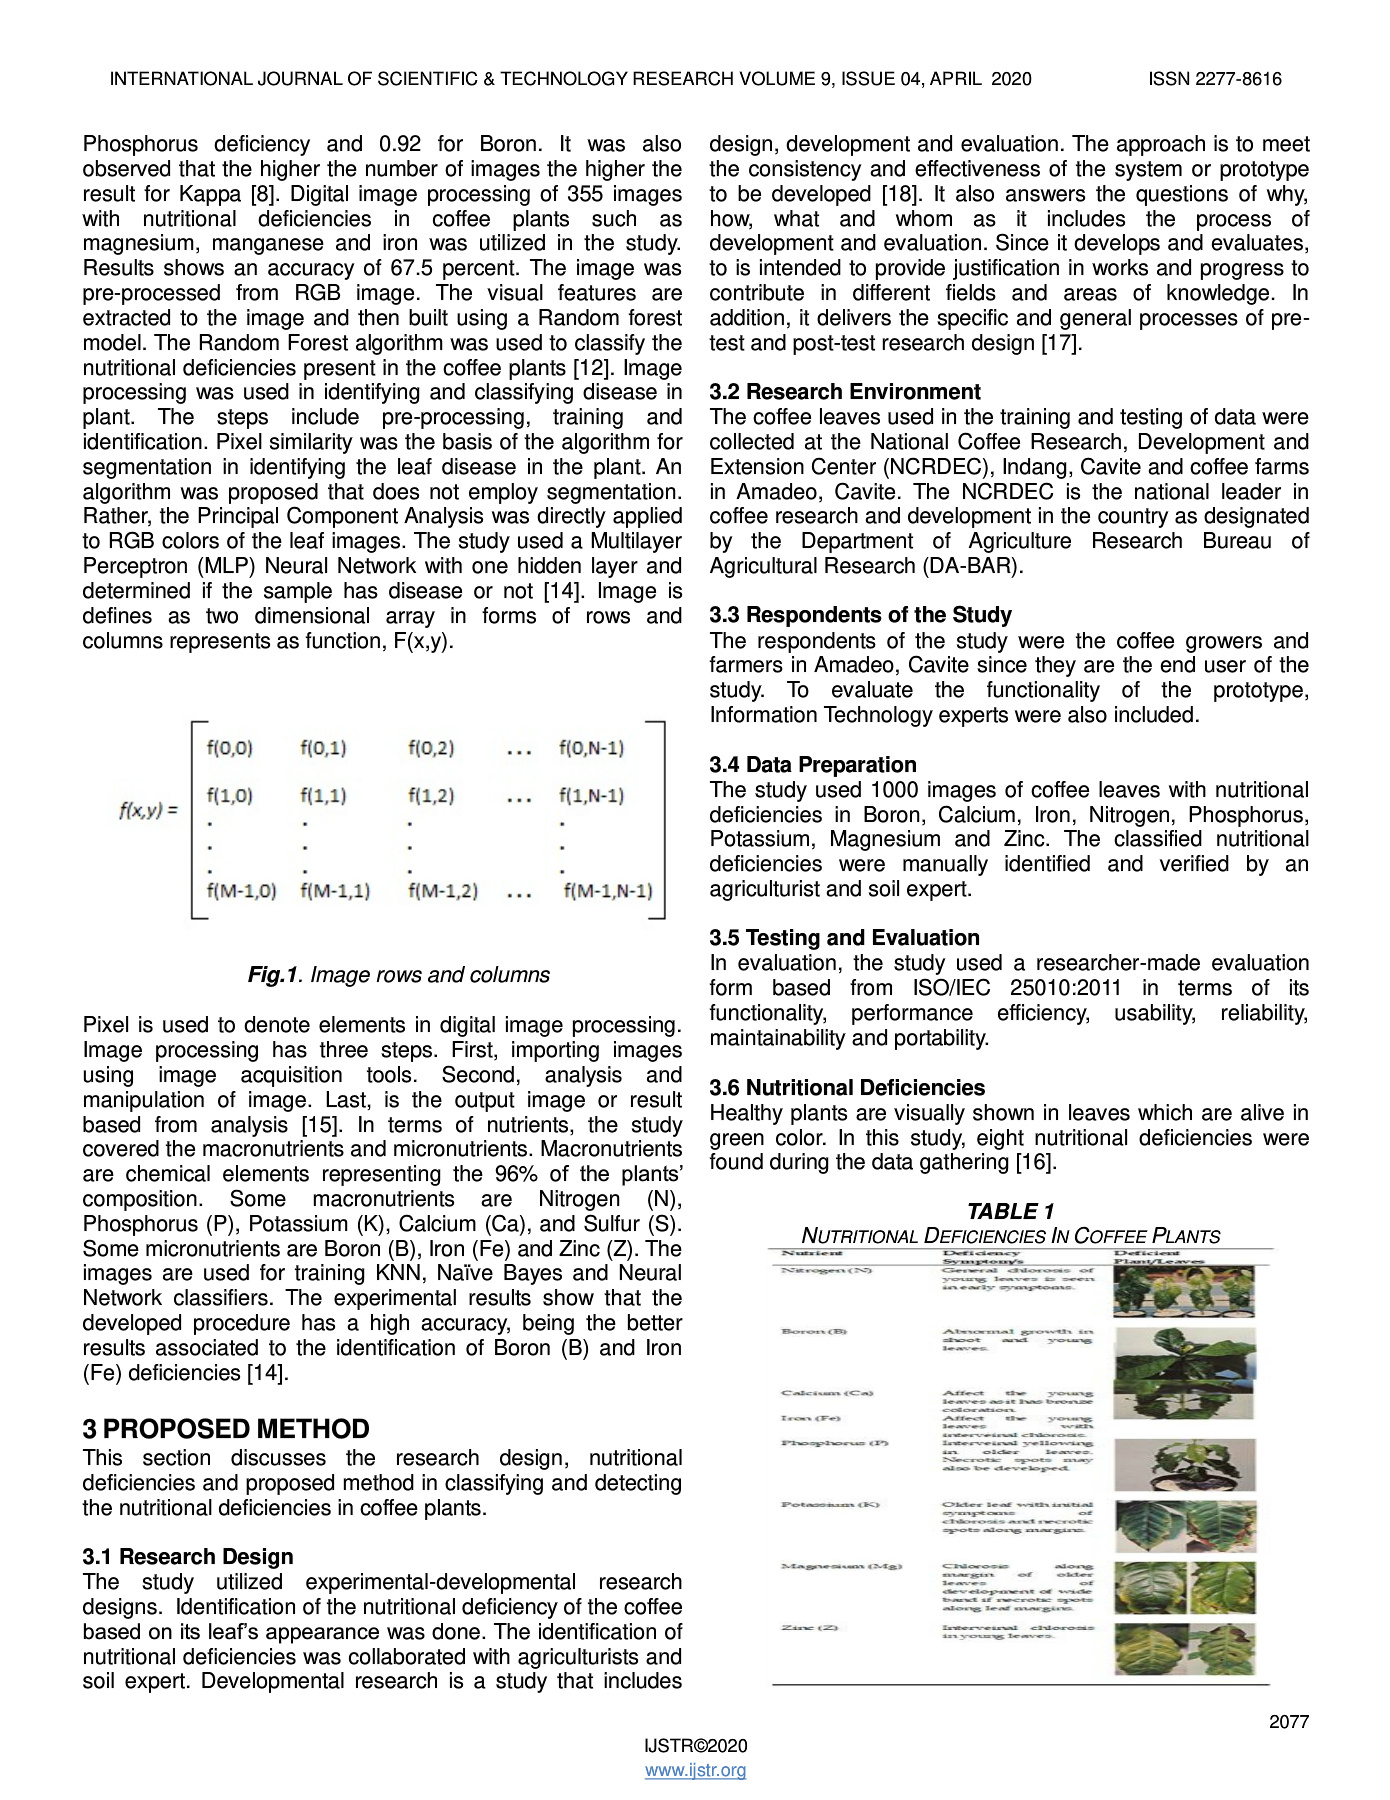 INTERNATIONAL JOURNAL OF SCIENTIFIC & TECHNOLOGY RESEARCH VOLUME 9, ISSUE 04, APRIL 2020 ISSN 2277-8616
Phosphorus deficiency and 0.92 for Boron. It was also
observed that the higher the number of images the higher the
result for Kappa [8]. Digital image processing of 355 images
with nutritional deficiencies in coffee plants such as
magnesium, manganese and iron was utilized in the study.
Results shows an accuracy of 67.5 percent. The image was
pre-processed from RGB image. The visual features are
extracted to the image and then built using a Random forest
model. The Random Forest algorithm was used to classify the
nutritional deficiencies present in the coffee plants [12]. Image
processing was used in identifying and classifying disease in
plant. The steps include pre-processing, training and
identification. Pixel similarity was the basis of the algorithm for
segmentation in identifying the leaf disease in the plant. An
algorithm was proposed that does not employ segmentation.
Rather, the Principal Component Analysis was directly applied
to RGB colors of the leaf images. The study used a Multilayer
Perceptron (MLP) Neural Network with one hidden layer and
determined if the sample has disease or not [14]. Image is
defines as two dimensional array in forms of rows and
columns represents as function, F(x,y).
f(0,0) f(0,1) f(0,2) ... f(0,N-1)
f(x,y) = f(1,0) f(1,1) f(1,2) ... f(1,N-1)
. . . .
. . . .
. . . .
f(M-1,0) f(M-1,1) f(M-1,2) ... f(M-1,N-1)
Fig.1. Image rows and columns
Pixel is used to denote elements in digital image processing.
Image processing has three steps. First, importing images
using image acquisition tools. Second, analysis and
manipulation of image. Last, is the output image or result
based from analysis [15]. In terms of nutrients, the study
covered the macronutrients and micronutrients. Macronutrients
are chemical elements representing the 96% of the plants’
composition. Some macronutrients are Nitrogen (N),
Phosphorus (P), Potassium (K), Calcium (Ca), and Sulfur (S).
Some micronutrients are Boron (B), Iron (Fe) and Zinc (Z). The
images are used for training KNN, Naïve Bayes and Neural
Network classifiers. The experimental results show that the
developed procedure has a high accuracy, being the better
results associated to the identification of Boron (B) and Iron
(Fe) deficiencies [14].
3 PROPOSED METHOD
This section discusses the research design, nutritional
deficiencies and proposed method in classifying and detecting
the nutritional deficiencies in coffee plants.
3.1 Research Design
The study utilized experimental-developmental research
designs. Identification of the nutritional deficiency of the coffee
based on its leaf’s appearance was done. The identification of
nutritional deficiencies was collaborated with agriculturists and
soil expert. Developmental research is a study that includes
design, development and evaluation. The approach is to meet
the consistency and effectiveness of the system or prototype
to be developed [18]. It also answers the questions of why,
how, what and whom as it includes the process of
development and evaluation. Since it develops and evaluates,
to is intended to provide justification in works and progress to
contribute in different fields and areas of knowledge. In
addition, it delivers the specific and general processes of pre-
test and post-test research design [17].
3.2 Research Environment
The coffee leaves used in the training and testing of data were
collected at the National Coffee Research, Development and
Extension Center (NCRDEC), Indang, Cavite and coffee farms
in Amadeo, Cavite. The NCRDEC is the national leader in
coffee research and development in the country as designated
by the Department of Agriculture Research Bureau of
Agricultural Research (DA-BAR).
3.3 Respondents of the Study
The respondents of the study were the coffee growers and
farmers in Amadeo, Cavite since they are the end user of the
study. To evaluate the functionality of the prototype,
Information Technology experts were also included.
3.4 Data Preparation
The study used 1000 images of coffee leaves with nutritional
deficiencies in Boron, Calcium, Iron, Nitrogen, Phosphorus,
Potassium, Magnesium and Zinc. The classified nutritional
deficiencies were manually identified and verified by an
agriculturist and soil expert.
3.5 Testing and Evaluation
In evaluation, the study used a researcher-made evaluation
form based from ISO/IEC 25010:2011 in terms of its
functionality, performance efficiency, usability, reliability,
maintainability and portability.
3.6 Nutritional Deficiencies
Healthy plants are visually shown in leaves which are alive in
green color. In this study, eight nutritional deficiencies were
found during the data gathering [16].
TABLE 1
NUTRITIONAL DEFICIENCIES IN COFFEE PLANTS
Nutrient Deficiency Deficient
Symptoms Plant/Leaves
Nitrogen (N) General chlorosis of
young leaves is seen
in early symptoms.
Boron (B) Abnormal growth in
shoot and young
leaves.
Calcium (Ca) Affect the young
leaves as it has bronze
coloration.
Iron (Fe) Affect the young
leaves with
interveinal chlorosis.
Phosphorus (P) Interveinal yellowing
in older leaves.
Necrotic spots may
also be developed.
Potassium (K) Older leaf with initial
symptoms of
chlorosis and necrotic
spots along margins.
Magnesium (Mg) Chlorosis along
margin of older
leaves of
development of wide
band if necrotic spots
along leaf margins.
Zinc (Z) Interveinal chlorosis
in young leaves.
2077
IJSTR©2020
www.ijstr.org